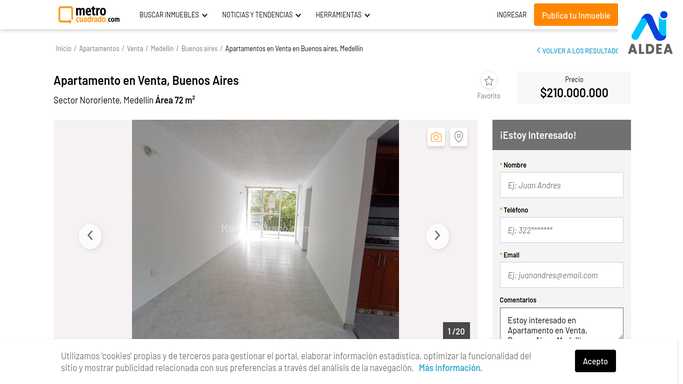 metro
cuadrado.com
BUSCAR INMUEBLES
NOTICIAS Y TENDENCIAS
HERRAMIENTAS
INGRESAR
Publica tu Inmueble
ALDEA
Inicio / Apartamentos / Venta / Medellin / Buenos aires / Apartamentos en Venta en Buenos aires, Medellin
VOLVER A LOS RESULTADO
Apartamento en Venta, Buenos Aires
Sector Nororiente, Medellin Área 72 m²
Favorito
Precio
$210.000.000
1 / 20
¡Estoy Interesado!
* Nombre
Ej: Juan Andres
* Teléfono
Ej: 322*******
* Email
Ej: juanandres@email.com
Comentarios
Estoy interesado en
Apartamento en Venta,
Utilizamos 'cookies' propias y de terceros para gestionar el portal, elaborar información estadística, optimizar la funcionalidad del
sitio y mostrar publicidad relacionada con sus preferencias a través del análisis de la navegación. Más información.
Acepto